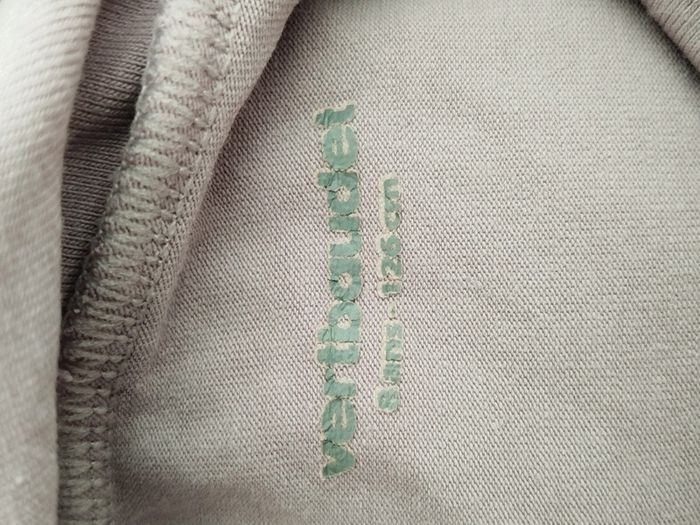 vertbaudet
8 ans - 126 cm